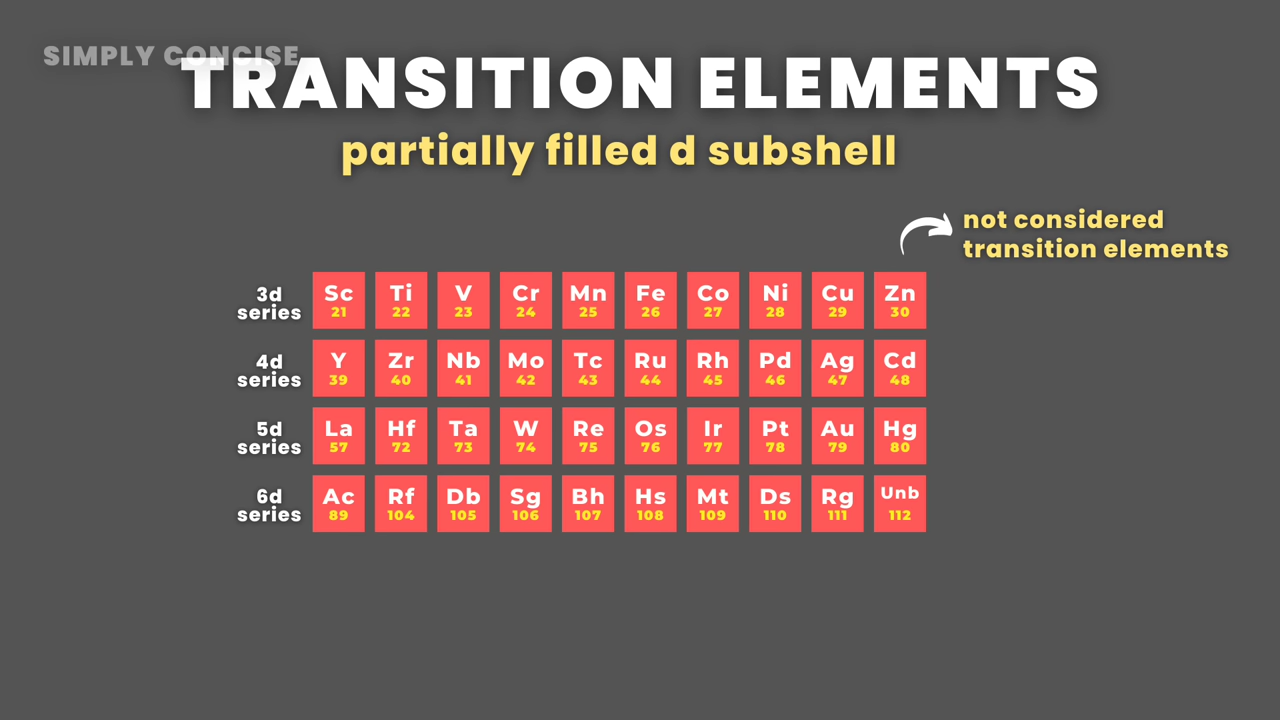 SIMPLY CONCISE
TRANSITION ELEMENTS
partially filled d subshell
not considered
transition elements
3d
series
Sc Ti V Cr Mn Fe Co Ni Cu Zn
21 22 23 24 25 26 27 28 29 30
4d
series
Y Zr Nb Mo Tc Ru Rh Pd Ag Cd
39 40 41 42 43 44 45 46 47 48
5d
series
La Hf Ta W Re Os Ir Pt Au Hg
57 72 73 74 75 76 77 78 79 80
6d
series
Ac Rf Db Sg Bh Hs Mt Ds Rg Unb
89 104 105 106 107 108 109 110 111 112